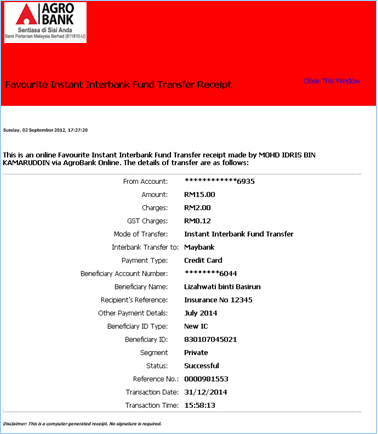 AGRO
BANK
Sentiasa di Sisi Anda
Bank Pertanian Malaysia Berhad (811810-U)
Favourite Instant Interbank Fund Transfer Receipt
Close This Window
Sunday, 02 September 2012, 17:27:20
This is an online Favourite Instant Interbank Fund Transfer receipt made by MOHD IDRIS BIN
KAMARUDDIN via AgroBank Online. The details of transfer are as follows:
From Account: ************6935
Amount: RM15.00
Charges: RM2.00
GST Charges: RM0.12
Mode of Transfer: Instant Interbank Fund Transfer
Interbank Transfer to: Maybank
Payment Type: Credit Card
Beneficiary Account Number: ********6044
Beneficiary Name: Lizahwati binti Basirun
Recipient's Reference: Insurance No 12345
Other Payment Details: July 2014
Beneficiary ID Type: New IC
Beneficiary ID: 830107045021
Segment Private
Status: Successful
Reference No.: 0000981553
Transaction Date: 31/12/2014
Transaction Time: 15:58:13
Disclaimer: This is a computer generated receipt. No signature is required.